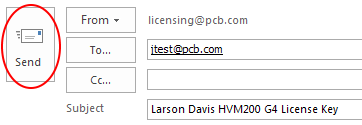 From licensing@pcb.com
Send
To... jtest@pcb.com
Cc...
Subject Larson Davis HVM200 G4 License Key